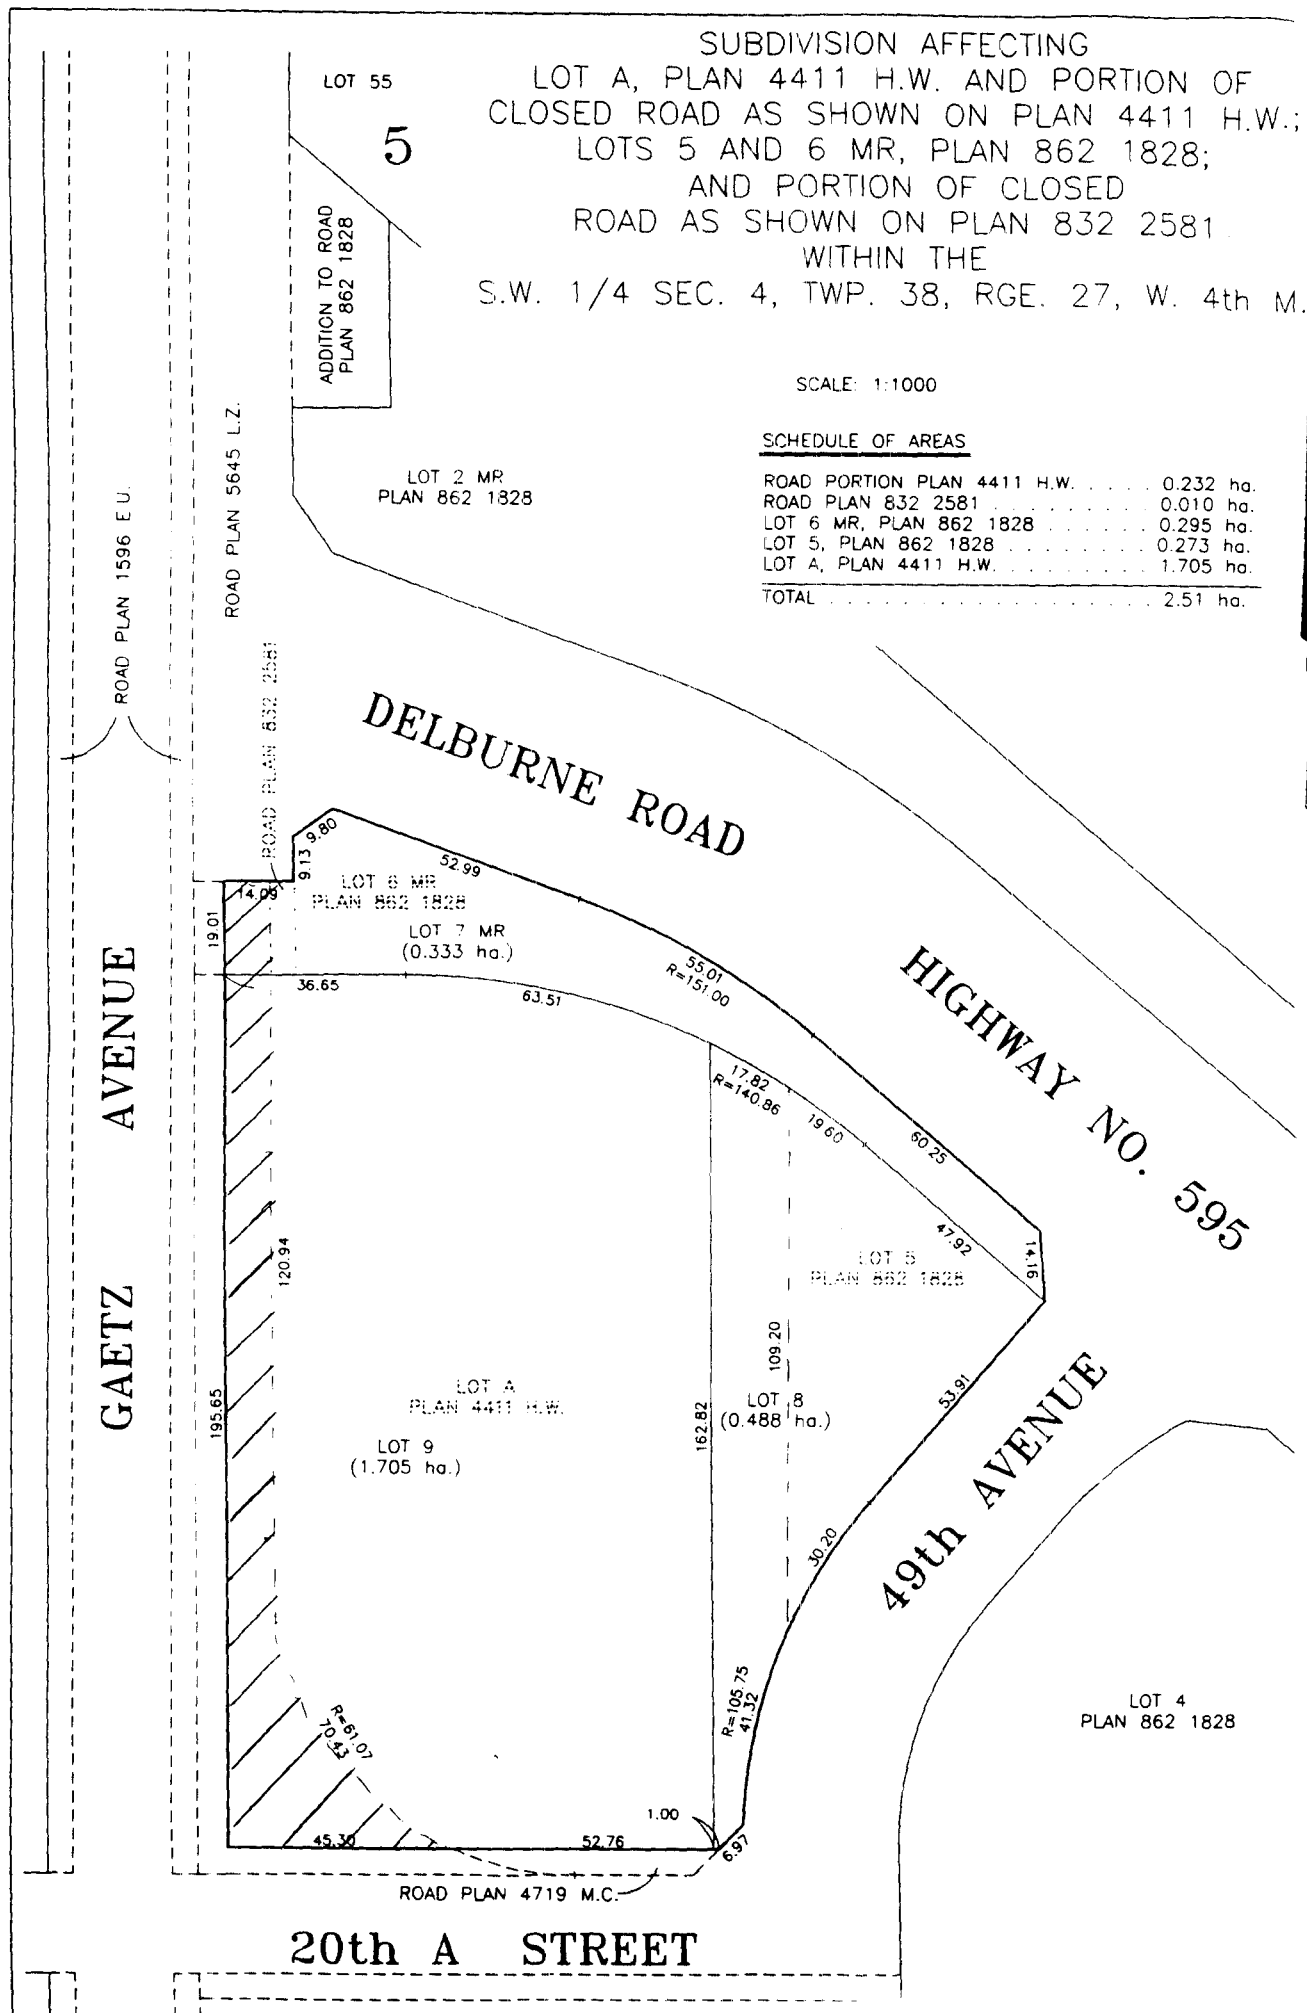 SUBDIVISION AFFECTING
LOT A, PLAN 4411 H.W. AND PORTION OF
CLOSED ROAD AS SHOWN ON PLAN 4411 H.W.;
LOTS 5 AND 6 MR, PLAN 862 1828;
AND PORTION OF CLOSED
ROAD AS SHOWN ON PLAN 832 2581
WITHIN THE
S.W. 1/4 SEC. 4, TWP. 38, RGE. 27, W. 4th M.
LOT 55
5
ADDITION TO ROAD
PLAN 862 1828
SCALE: 1:1000
SCHEDULE OF AREAS
ROAD PORTION PLAN 4411 H.W. . . . . 0.232 ha.
ROAD PLAN 832 2581 . . . . . . . . . 0.010 ha.
LOT 6 MR, PLAN 862 1828 . . . . . . 0.295 ha.
LOT 5, PLAN 862 1828 . . . . . . . . 0.273 ha.
LOT A, PLAN 4411 H.W. . . . . . . . . 1.705 ha.
TOTAL . . . . . . . . . . . . . . . . . . 2.51 ha.
LOT 2 MR
PLAN 862 1828
ROAD PLAN 5645 L.Z.
ROAD PLAN 1596 E.U.
ROAD PLAN 832 2581
DELBURNE ROAD
9.80
9.13
52.99
14.09
LOT 6 MR
PLAN 862 1828
19.01
LOT 7 MR
(0.333 ha.)
36.65
63.51
55.01
R=151.00
HIGHWAY NO. 595
17.82
R=140.86
19.60
60.25
47.92
14.16
LOT 5
PLAN 862 1828
120.94
109.20
GAETZ AVENUE
195.65
LOT A
PLAN 4411 H.W.
LOT 9
(1.705 ha.)
162.82
LOT 8
(0.488 ha.)
53.91
49th AVENUE
30.20
R=105.75
41.32
R=61.07
70.43
LOT 4
PLAN 862 1828
1.00
45.30
52.76
6.97
ROAD PLAN 4719 M.C.
20th A STREET